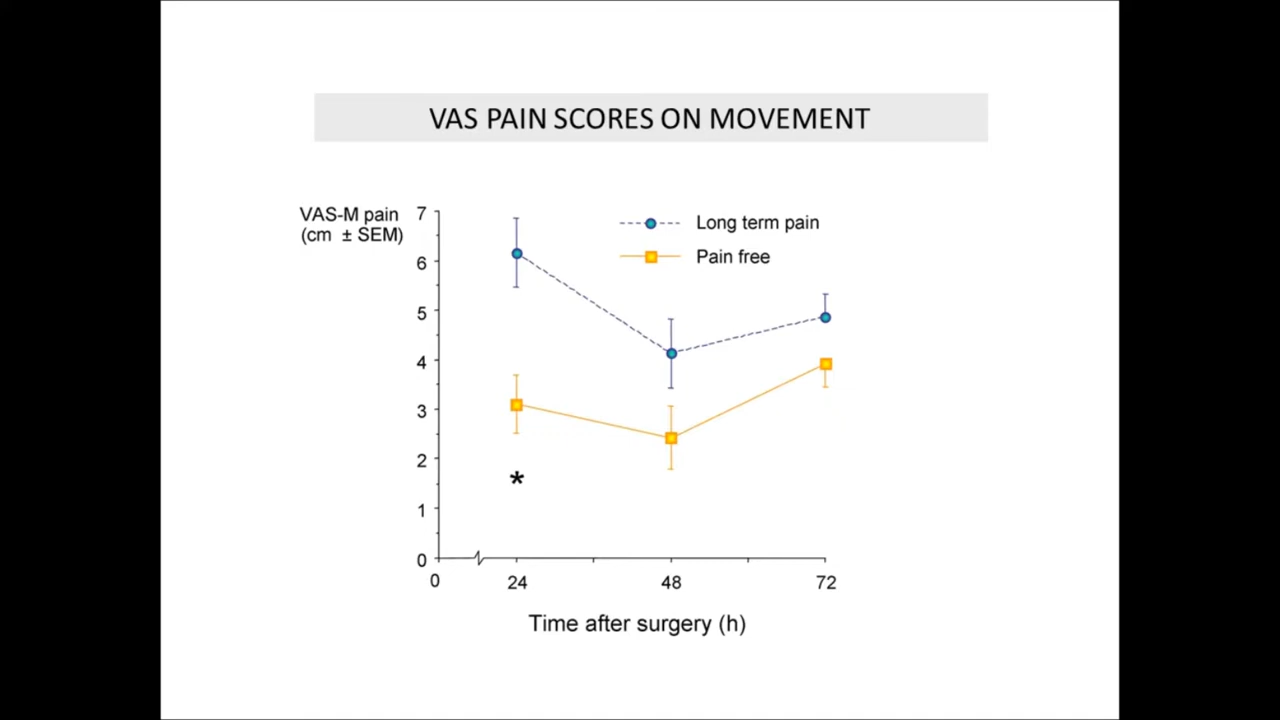 VAS PAIN SCORES ON MOVEMENT
VAS-M pain
(cm ± SEM)
7
6
5
4
3
2
1
0
Long term pain
Pain free
*
0
24
48
72
Time after surgery (h)